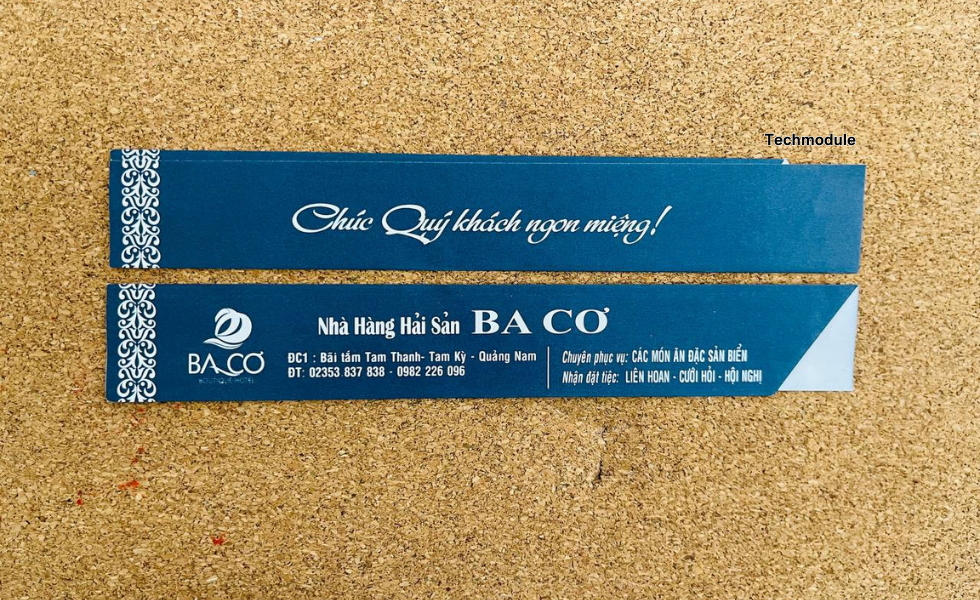 Techmodule
Chúc Quý khách ngon miệng!
Nhà Hàng Hải Sản BA CƠ
BA CƠ
BOUTIQUE HOTEL
ĐC1 : Bãi tắm Tam Thanh- Tam Kỳ - Quảng Nam
ĐT: 02353 837 838 - 0982 226 096
Chuyên phục vụ: CÁC MÓN ĂN ĐẶC SẢN BIỂN
Nhận đặt tiệc: LIÊN HOAN - CƯỚI HỎI - HỘI NGHỊ